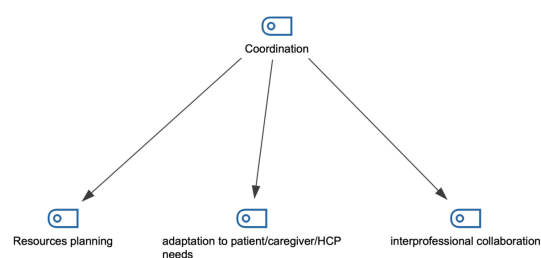 Coordination
Resources planning
adaptation to patient/caregiver/HCP
needs
interprofessional collaboration